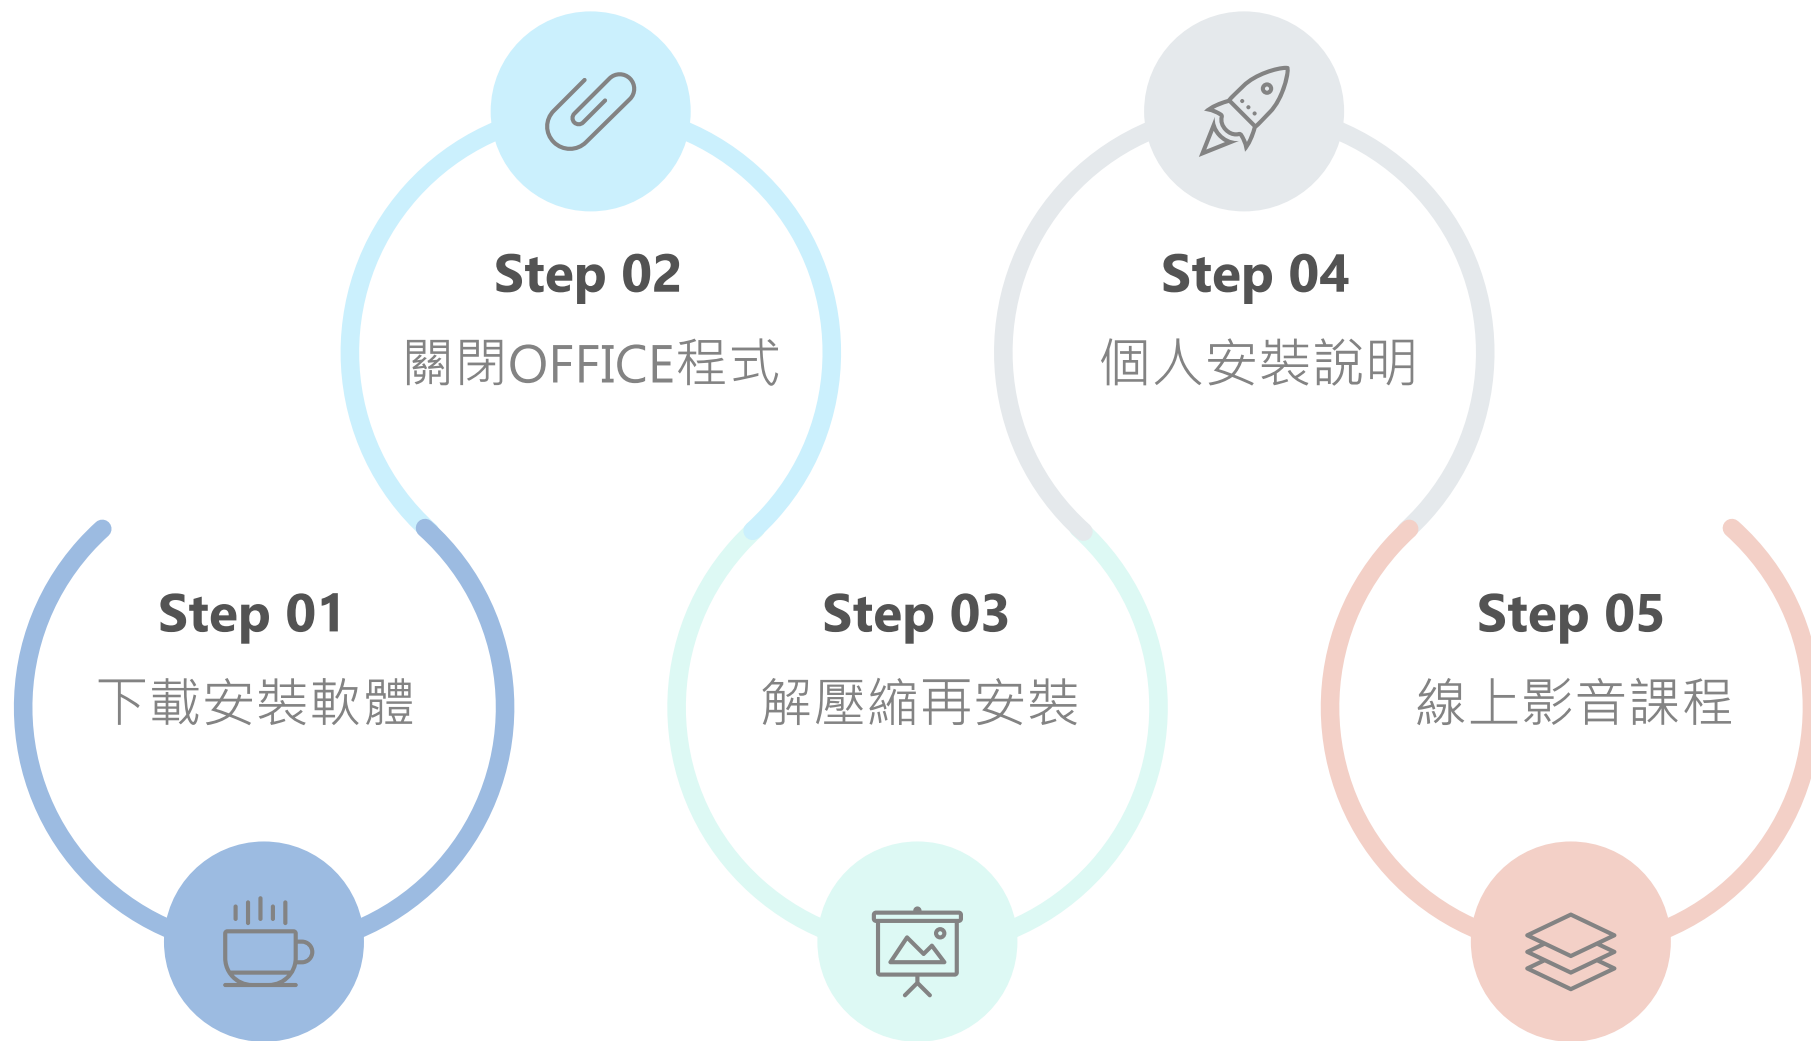 Step 01
下載安裝軟體
Step 02
關閉OFFICE程式
Step 03
解壓縮再安裝
Step 04
個人安裝說明
Step 05
線上影音課程